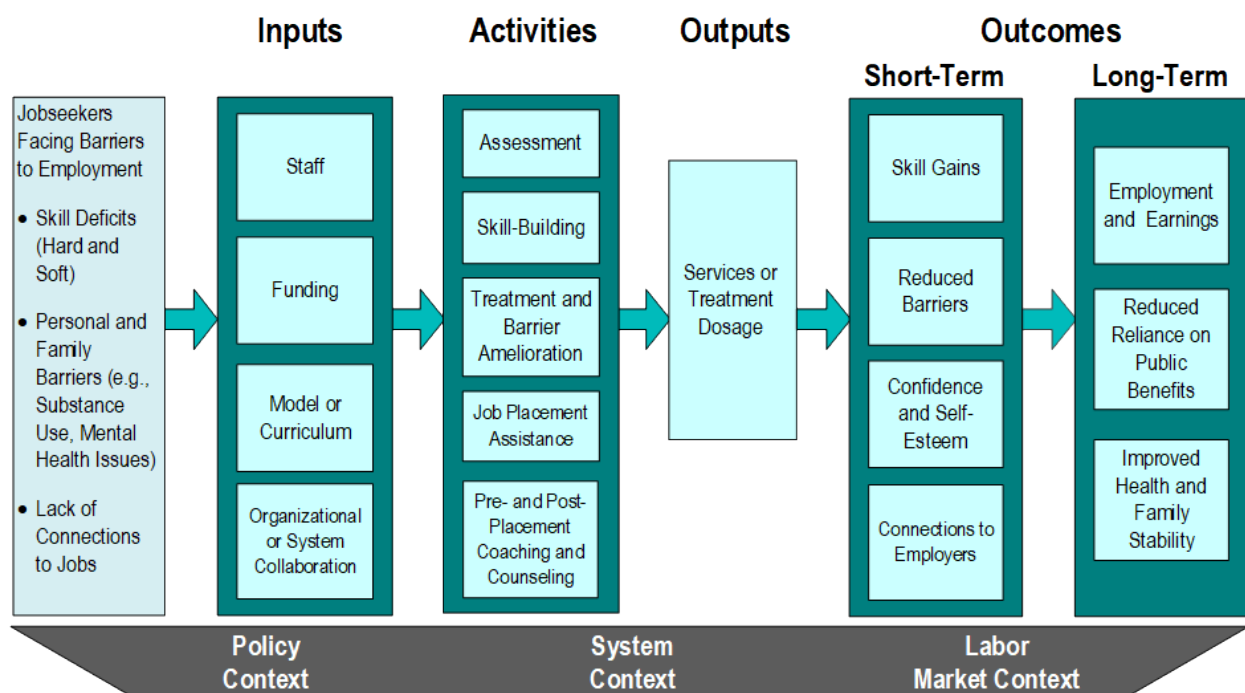 Inputs
Activities
Outputs
Outcomes
Short-Term
Long-Term
Jobseekers
Facing Barriers
to Employment
• Skill Deficits
(Hard and
Soft)
• Personal and
Family
Barriers (e.g.,
Substance
Use, Mental
Health Issues)
• Lack of
Connections
to Jobs
Staff
Funding
Model or
Curriculum
Organizational
or System
Collaboration
Assessment
Skill-Building
Treatment and
Barrier
Amelioration
Job Placement
Assistance
Pre- and Post-
Placement
Coaching and
Counseling
Services or
Treatment
Dosage
Skill Gains
Reduced
Barriers
Confidence
and Self-
Esteem
Connections to
Employers
Employment
and Earnings
Reduced
Reliance on
Public
Benefits
Improved
Health and
Family
Stability
Policy
Context
System
Context
Labor
Market Context